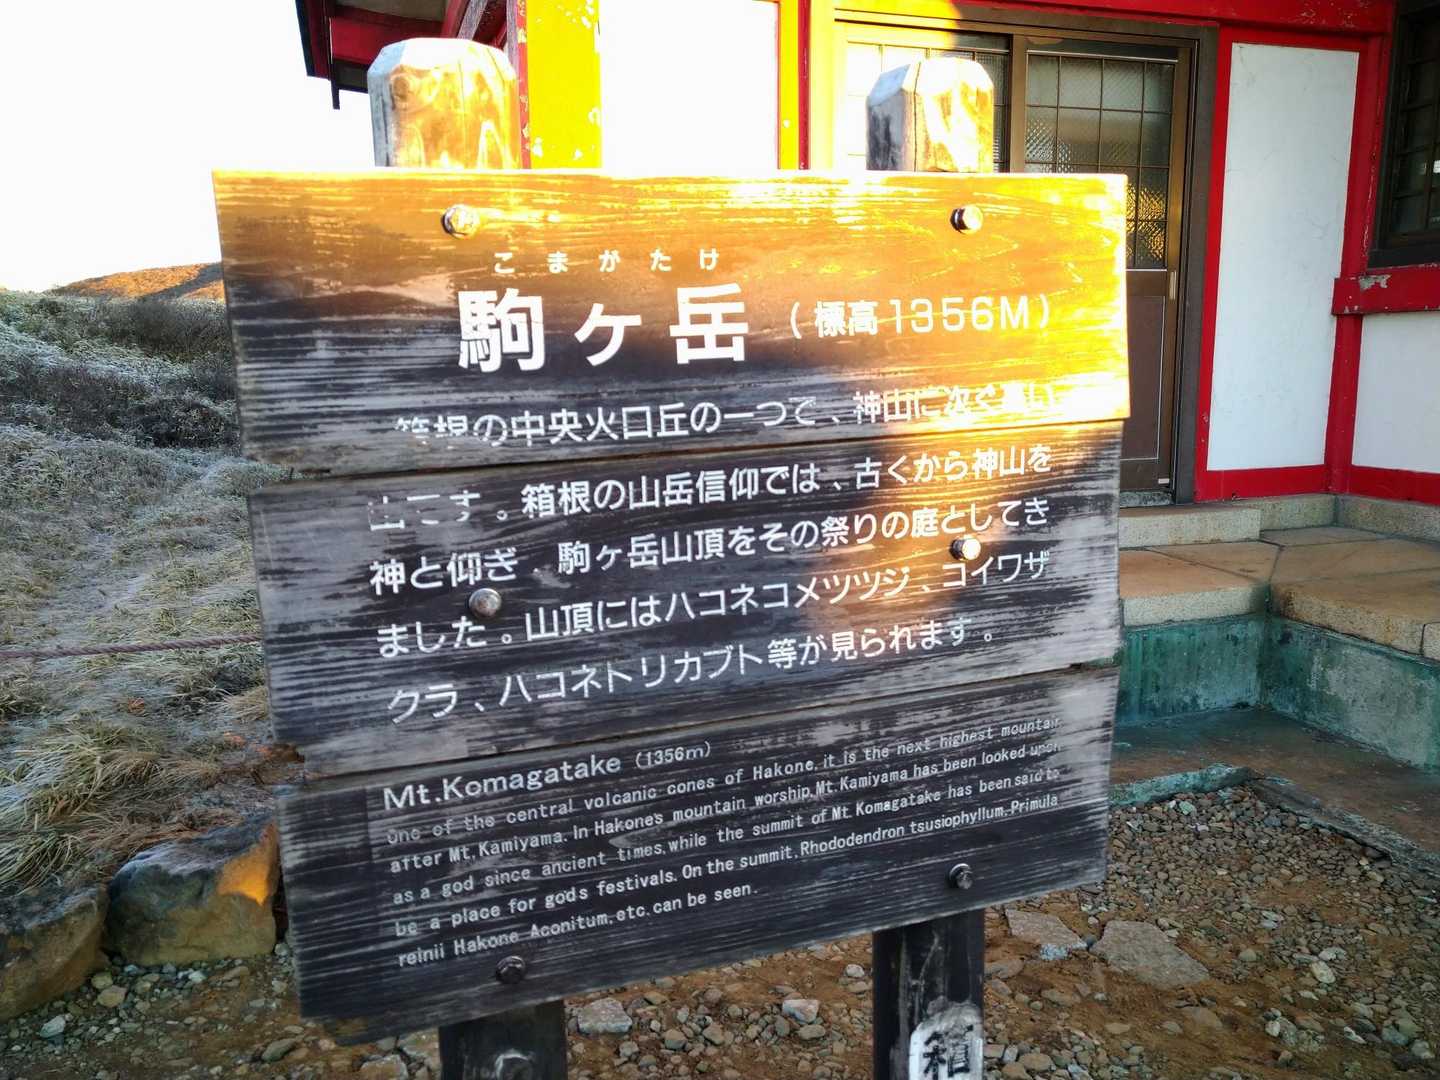 こまがたけ
駒ヶ岳 (標高1356M)
箱根の中央火口丘の一つで、神山に次ぐ高い
山です。箱根の山岳信仰では、古くから神山を
神と仰ぎ、駒ヶ岳山頂をその祭りの庭としてき
ました。山頂にはハコネコメツツジ、コイワザ
クラ、ハコネトリカブト等が見られます。
Mt.Komagatake (1356m)
One of the central volcanic cones of Hakone, it is the next highest mountain
after Mt.Kamiyama. In Hakone's mountain worship, Mt.Kamiyama has been looked upon
as a god since ancient times, while the summit of Mt. Komagatake has been said to
be a place for gods festivals. On the summit, Rhododendron tsusiophyllum, Primula
reinii Hakone Aconitum, etc. can be seen.
箱